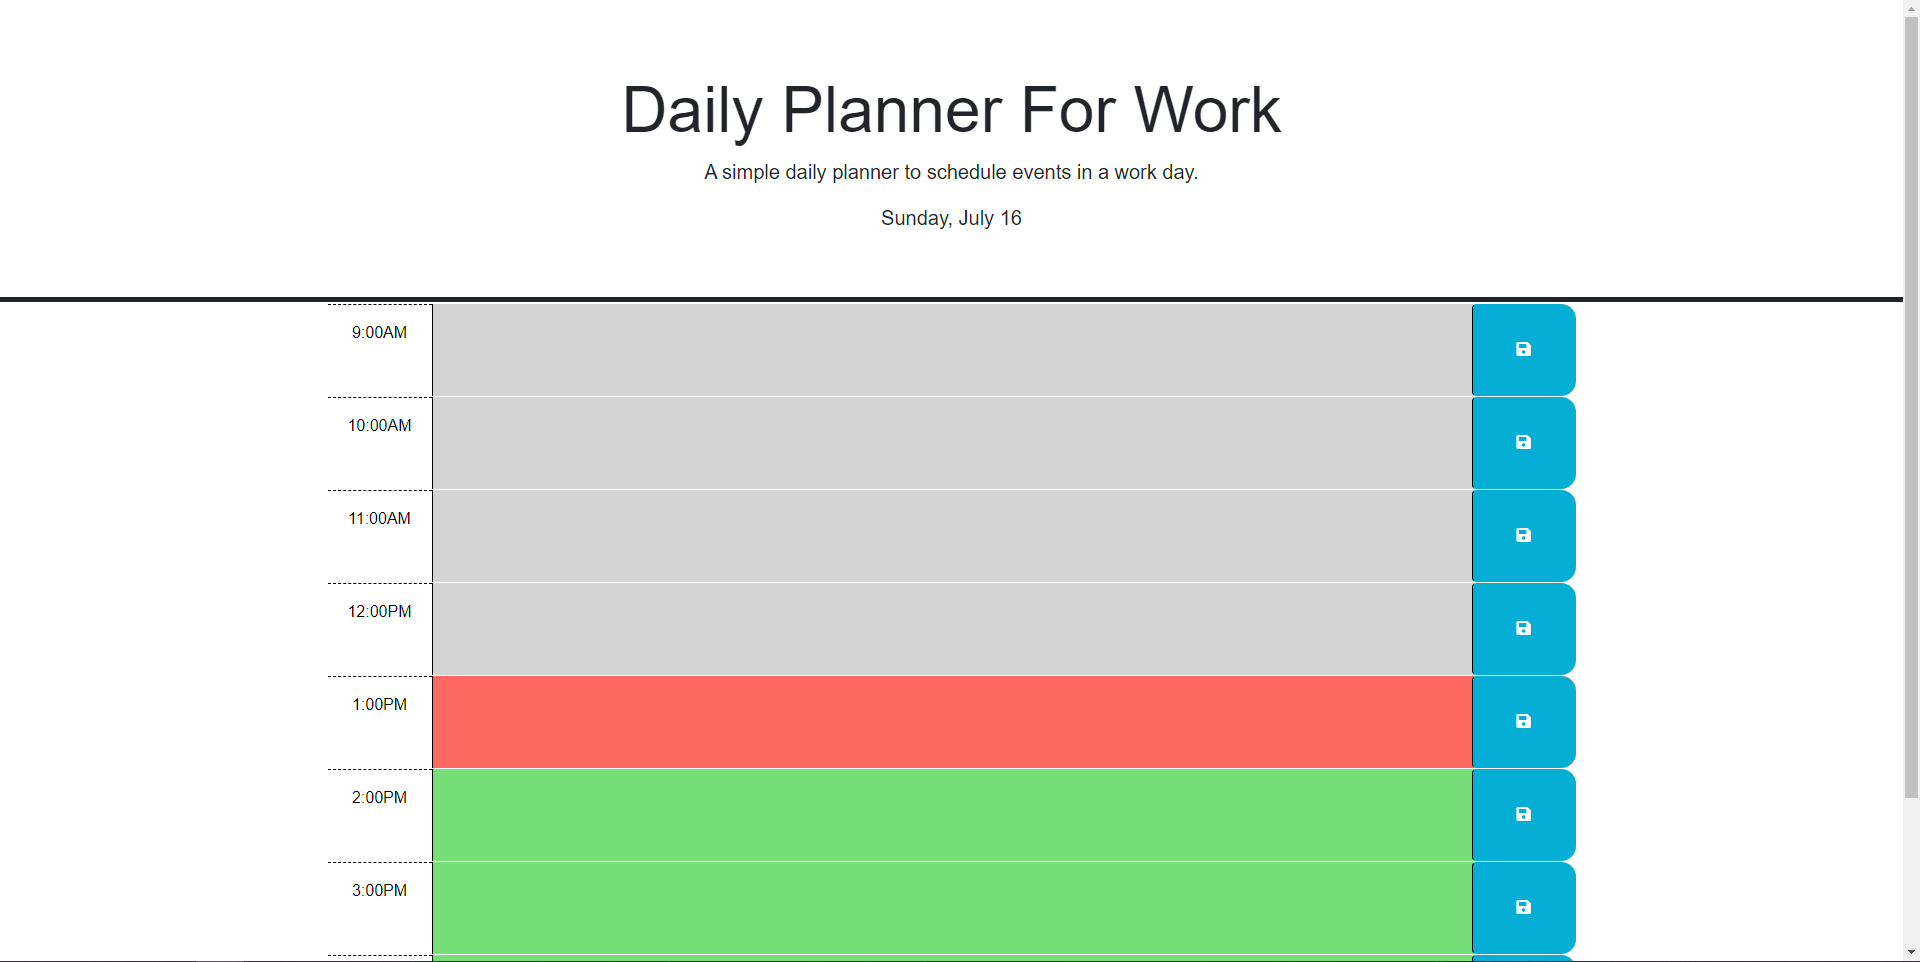 Daily Planner For Work
A simple daily planner to schedule events in a work day.
Sunday, July 16
9:00AM
10:00AM
11:00AM
12:00PM
1:00PM
2:00PM
3:00PM